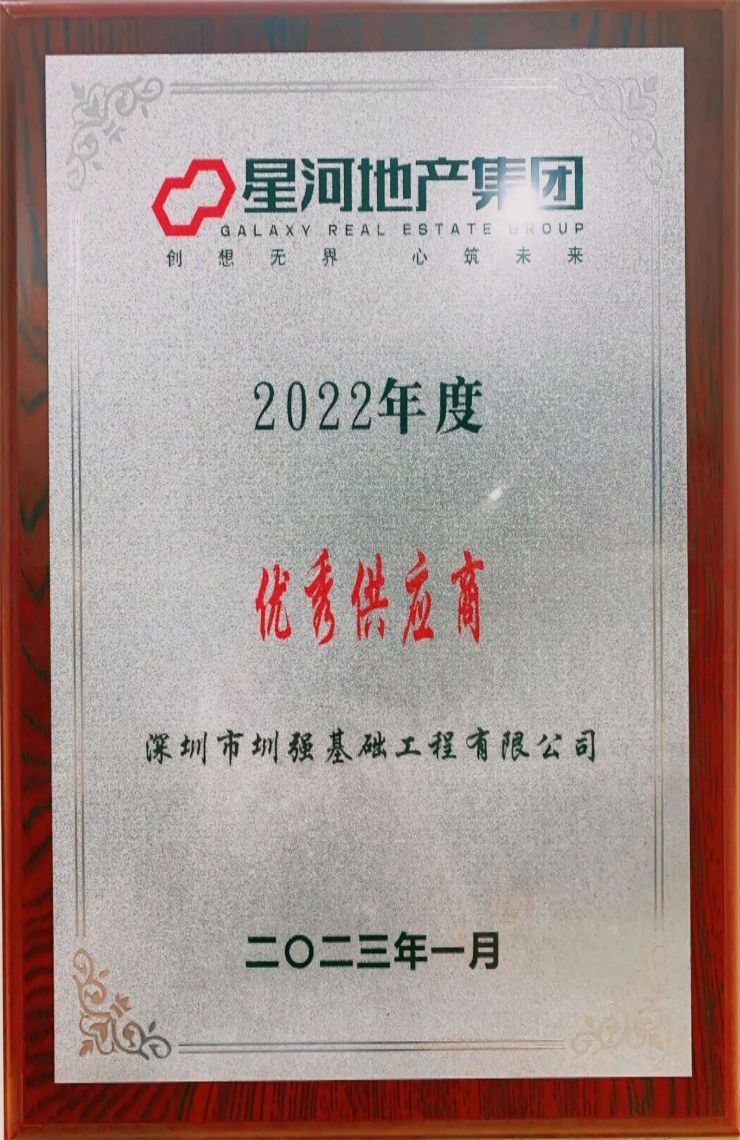 星河地产集团
GALAXY REAL ESTATE GROUP
创想无界 心筑未来
2022年度
优秀供应商
深圳市圳强基础工程有限公司
二〇二三年一月